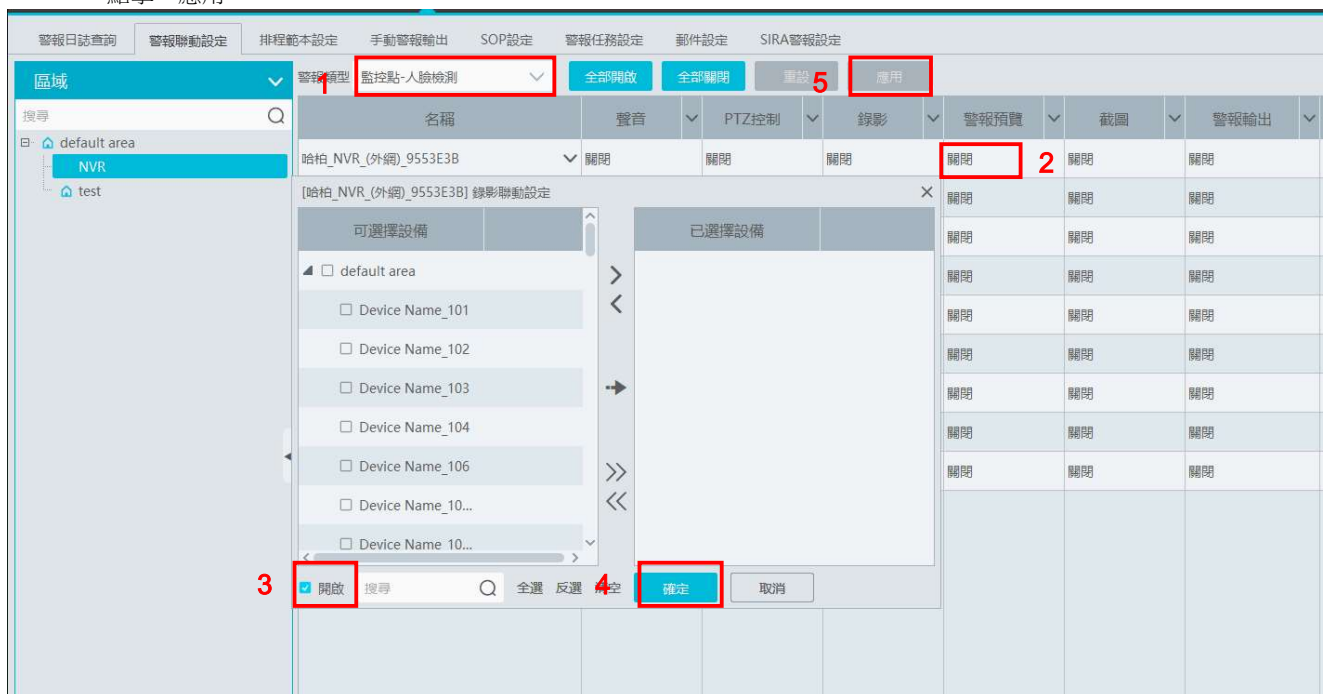 點擊 應用
警報日誌查詢 警報聯動設定 排程範本設定 手動警報輸出 SOP設定 警報任務設定 郵件設定 SIRA警報設定
區域
搜尋
default area
NVR
test
警報類型 監控點-人臉檢測 全部開啟 全部關閉 重設 應用
1
5
名稱 聲音 PTZ控制 錄影 警報預覽 截圖 警報輸出
哈柏_NVR_(外網)_9553E3B 關閉 關閉 關閉 關閉 關閉 關閉
2
關閉 關閉 關閉
關閉 關閉 關閉
關閉 關閉 關閉
關閉 關閉 關閉
關閉 關閉 關閉
關閉 關閉 關閉
關閉 關閉 關閉
關閉 關閉 關閉
[哈柏_NVR_(外網)_9553E3B] 錄影聯動設定
可選擇設備 已選擇設備
default area
Device Name_101
Device Name_102
Device Name_103
Device Name_104
Device Name_106
Device Name_10...
Device Name_10...
3
開啟 搜尋 全選 反選 清空 確定 取消
4